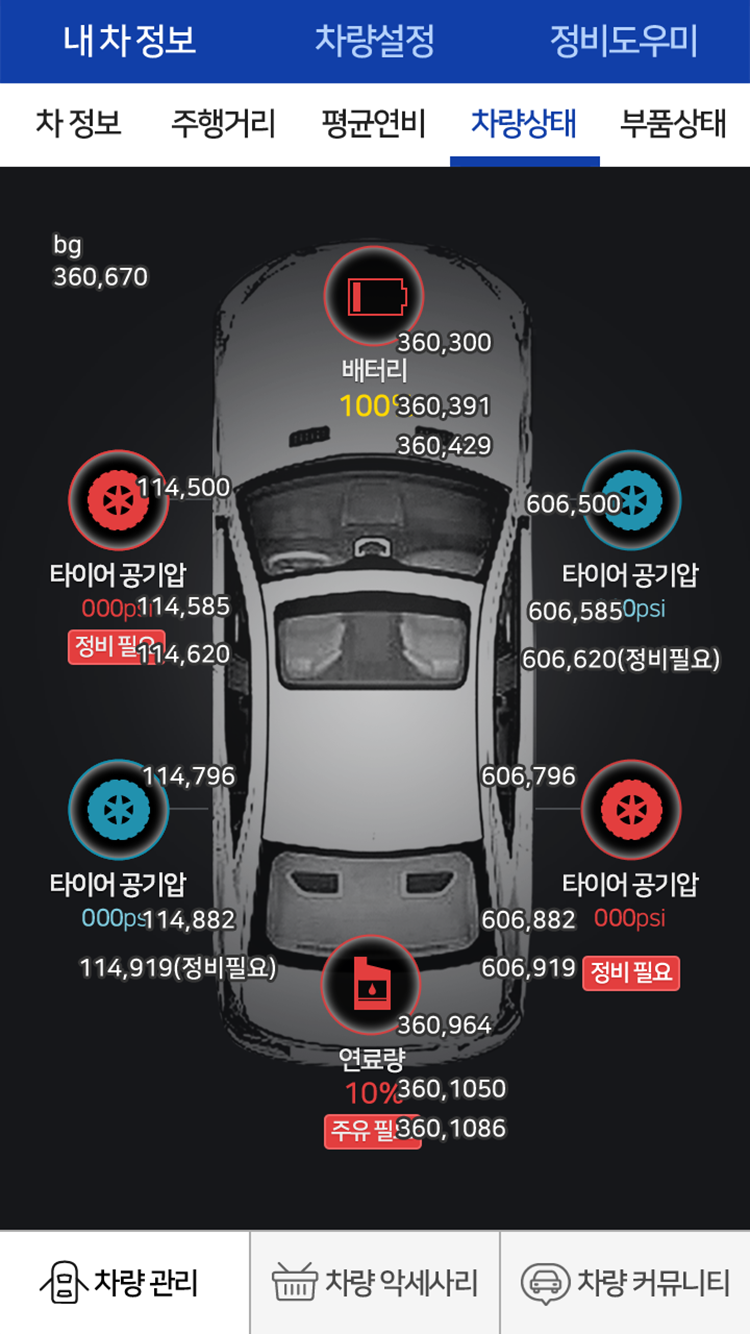 내 차 정보 차량설정 정비도우미
차 정보 주행거리 평균연비 차량상태 부품상태
bg
360,670
360,300
배터리
100% 360,391
360,429
114,500 606,500
타이어 공기압 타이어 공기압
000psi 114,585 606,585 0psi
정비 필요 114,620 606,620(정비필요)
114,796 606,796
타이어 공기압 타이어 공기압
000ps 114,882 606,882 000psi
114,919(정비필요) 606,919 정비 필요
360,964
연료량
10% 360,1050
주유 필요 360,1086
차량 관리 차량 악세사리 차량 커뮤니티